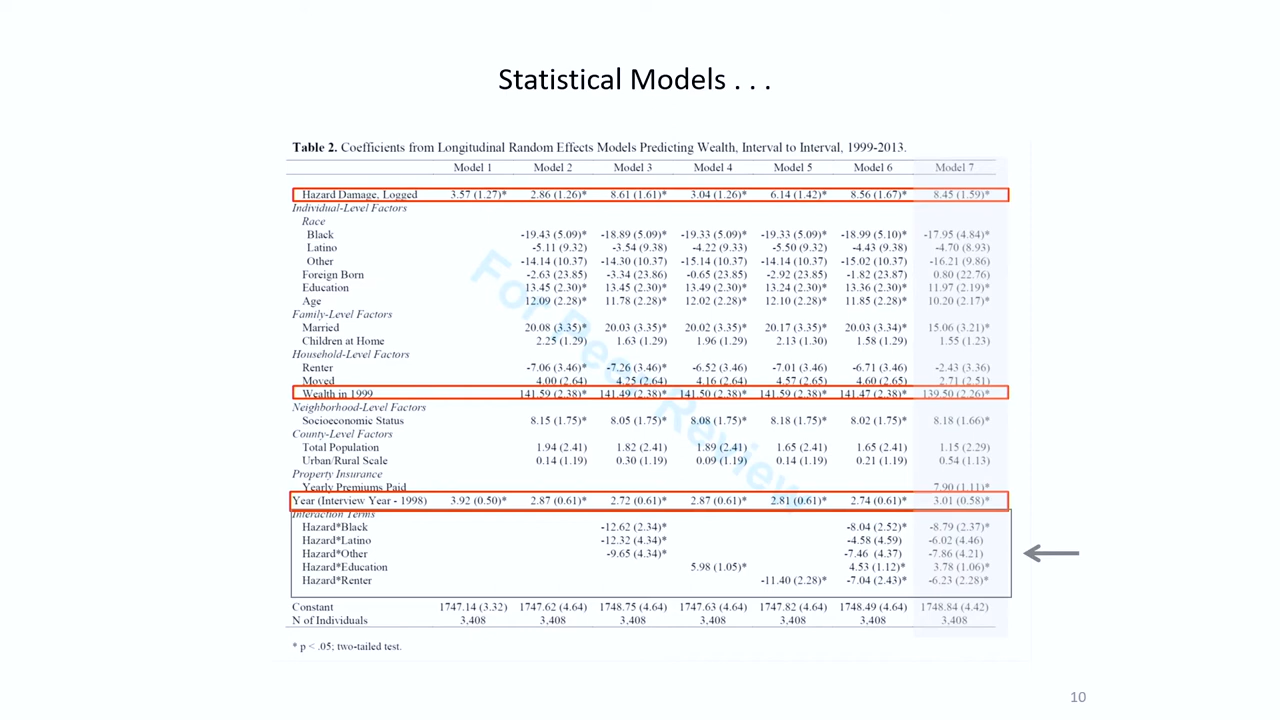 Statistical Models . . .
Table 2. Coefficients from Longitudinal Random Effects Models Predicting Wealth, Interval to Interval, 1999-2013.
Model 1 Model 2 Model 3 Model 4 Model 5 Model 6 Model 7
Hazard Damage, Logged 3.57 (1.27)* 2.86 (1.26)* 8.61 (1.61)* 3.04 (1.26)* 6.14 (1.42)* 8.56 (1.67)* 8.45 (1.59)*
Individual-Level Factors
Race
Black -19.43 (5.09)* -18.89 (5.09)* -19.33 (5.09)* -19.33 (5.09)* -18.99 (5.10)* -17.95 (4.84)*
Latino -5.11 (9.32) -3.54 (9.38) -4.22 (9.33) -5.50 (9.32) -4.43 (9.38) -4.70 (8.93)
Other -14.14 (10.37) -14.30 (10.37) -15.14 (10.37) -14.14 (10.37) -15.02 (10.37) -16.21 (9.86)
Foreign Born -2.63 (23.85) -3.34 (23.86) -0.65 (23.85) -2.92 (23.85) -1.82 (23.87) 0.80 (22.76)
Education 13.45 (2.30)* 13.45 (2.30)* 13.49 (2.30)* 13.24 (2.30)* 13.36 (2.30)* 11.97 (2.19)*
Age 12.09 (2.28)* 11.78 (2.28)* 12.02 (2.28)* 12.10 (2.28)* 11.85 (2.28)* 10.20 (2.17)*
Family-Level Factors
Married 20.08 (3.35)* 20.03 (3.35)* 20.02 (3.35)* 20.17 (3.35)* 20.03 (3.34)* 15.06 (3.21)*
Children at Home 2.25 (1.29) 1.63 (1.29) 1.96 (1.29) 2.13 (1.30) 1.58 (1.29) 1.55 (1.23)
Household-Level Factors
Renter -7.06 (3.46)* -7.26 (3.46)* -6.52 (3.46) -7.01 (3.46) -6.71 (3.46) -2.43 (3.36)
Moved 4.00 (2.64) 4.25 (2.64) 4.16 (2.64) 4.57 (2.65) 4.60 (2.65) 2.71 (2.51)
Wealth in 1999 141.59 (2.38)* 141.49 (2.38)* 141.50 (2.38)* 141.59 (2.38)* 141.47 (2.38)* 139.50 (2.26)*
Neighborhood-Level Factors
Socioeconomic Status 8.15 (1.75)* 8.05 (1.75)* 8.08 (1.75)* 8.18 (1.75)* 8.02 (1.75)* 8.18 (1.66)*
County-Level Factors
Total Population 1.94 (2.41) 1.82 (2.41) 1.89 (2.41) 1.65 (2.41) 1.65 (2.41) 1.15 (2.29)
Urban/Rural Scale 0.14 (1.19) 0.30 (1.19) 0.09 (1.19) 0.14 (1.19) 0.21 (1.19) 0.54 (1.13)
Property Insurance
Yearly Premiums Paid 7.90 (1.11)*
Year (Interview Year - 1998) 3.92 (0.50)* 2.87 (0.61)* 2.72 (0.61)* 2.87 (0.61)* 2.81 (0.61)* 2.74 (0.61)* 3.01 (0.58)*
Interaction Terms
Hazard*Black -12.62 (2.34)* -8.04 (2.52)* -8.79 (2.37)*
Hazard*Latino -12.32 (4.34)* -4.58 (4.59) -6.02 (4.46)
Hazard*Other -9.65 (4.34)* -7.46 (4.37) -7.86 (4.21)
Hazard*Education 5.98 (1.05)* 4.53 (1.12)* 3.78 (1.06)*
Hazard*Renter -11.40 (2.28)* -7.04 (2.43)* -6.23 (2.28)*
Constant 1747.14 (3.32) 1747.62 (4.64) 1748.75 (4.64) 1747.63 (4.64) 1747.82 (4.64) 1748.49 (4.64) 1748.84 (4.42)
N of Individuals 3,408 3,408 3,408 3,408 3,408 3,408 3,408
* p < .05; two-tailed test.
For Peer Review
10